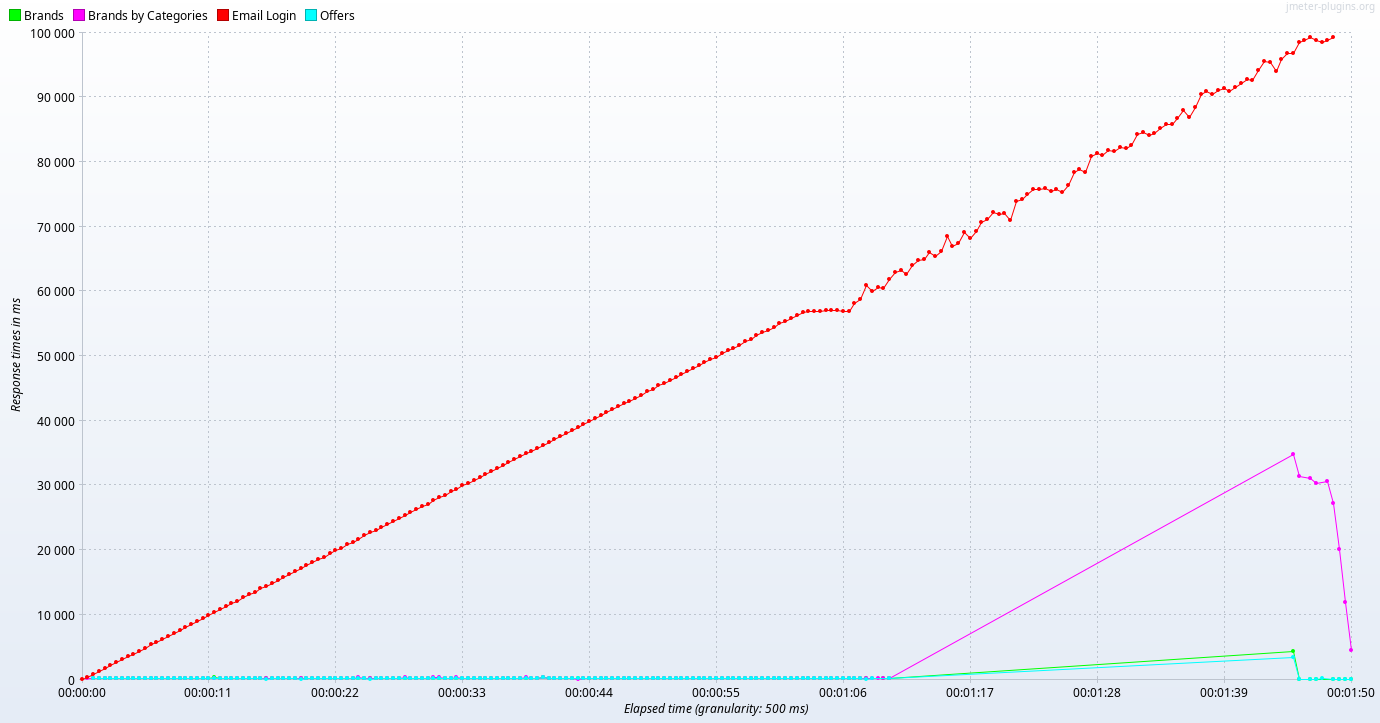 Brands Brands by Categories Email Login Offers
jmeter-plugins.org
100 000
90 000
80 000
70 000
60 000
50 000
40 000
30 000
20 000
10 000
0
Response times in ms
00:00:00 00:00:11 00:00:22 00:00:33 00:00:44 00:00:55 00:01:06 00:01:17 00:01:28 00:01:39 00:01:50
Elapsed time (granularity: 500 ms)